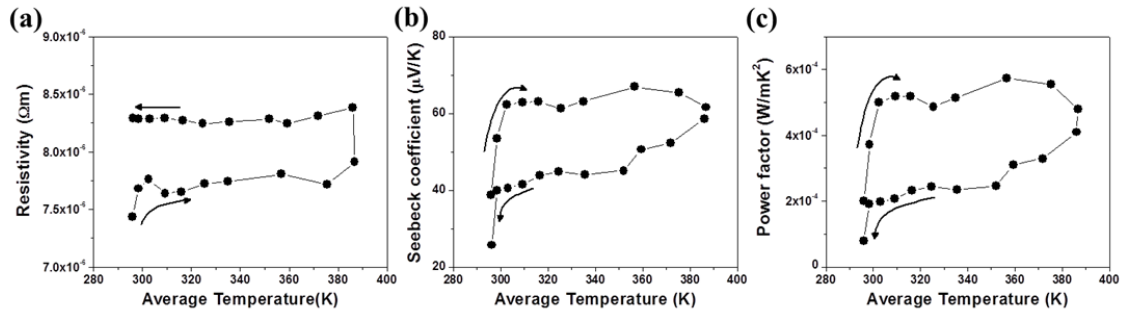 (a)
9.0x10⁻⁶
8.5x10⁻⁶
8.0x10⁻⁶
7.5x10⁻⁶
7.0x10⁻⁶
Resistivity (Ωm)
280 300 320 340 360 380 400
Average Temperature(K)
(b)
80
60
40
20
Seebeck coefficient (μV/K)
280 300 320 340 360 380 400
Average Temperature (K)
(c)
6x10⁻⁴
4x10⁻⁴
2x10⁻⁴
0
Power factor (W/mK²)
280 300 320 340 360 380 400
Average Temperature (K)